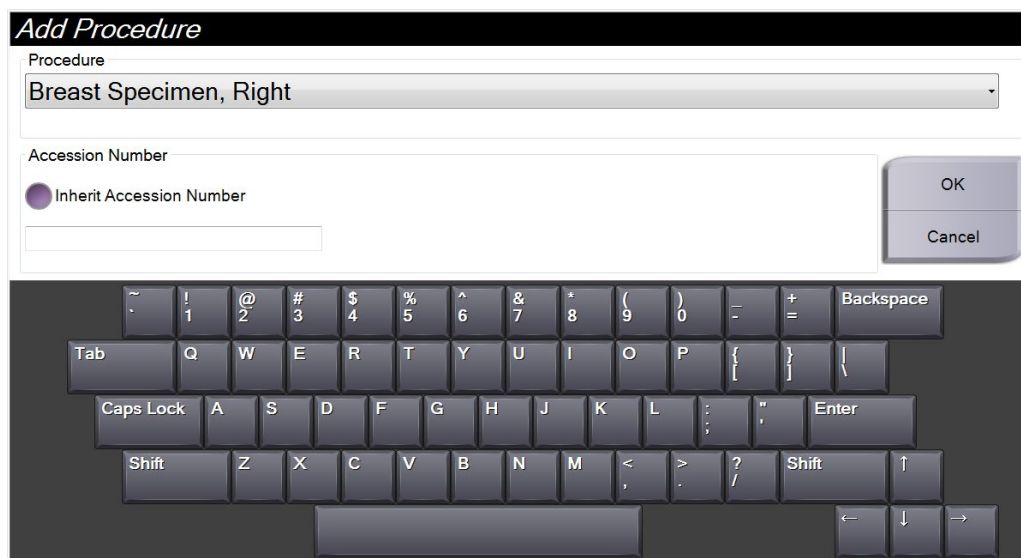 Add Procedure
Procedure
Breast Specimen, Right
Accession Number
Inherit Accession Number
OK
Cancel
~ ! @ # $ % ^ & * ( ) _ + Backspace
` 1 2 3 4 5 6 7 8 9 0 - =
Tab Q W E R T Y U I O P { } |
[ ] \
Caps Lock A S D F G H J K L : " Enter
; '
Shift Z X C V B N M < > ? Shift ↑
, . /
← ↓ →